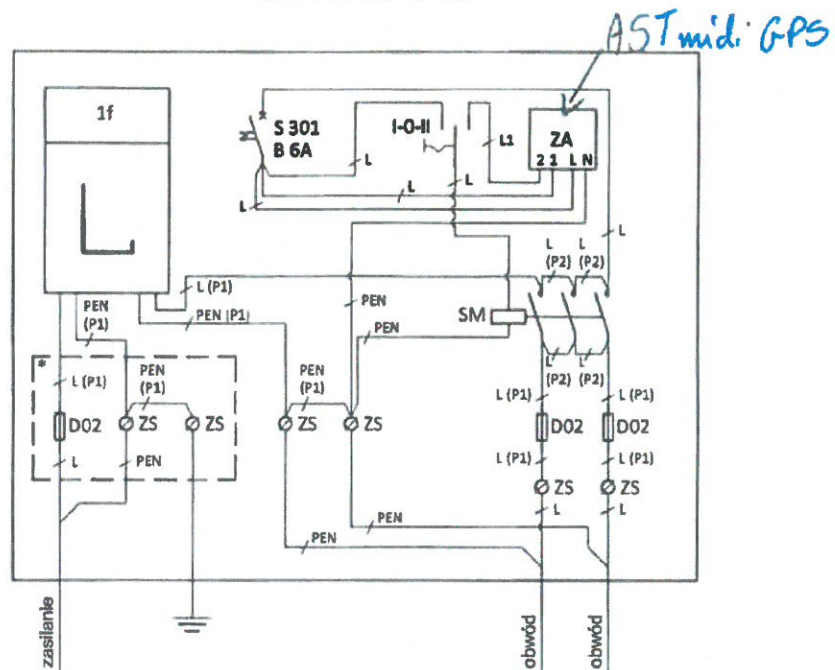 AST midi GPS
1f
S 301
B 6A
I-0-II
L1
ZA
2 1 L N
L
L
L
L
L
L (P1)
PEN
PEN (P1)
PEN
(P1)
L
(P2)
L
(P2)
SM
PEN
*
L (P1)
PEN
(P1)
PEN
(P1)
L
(P2)
L
(P2)
L (P1)
L (P1)
D02
ZS
ZS
ZS
ZS
D02
D02
L
PEN
L (P1)
L (P1)
ZS
ZS
L
L
PEN
PEN
zasilanie
obwód
obwód